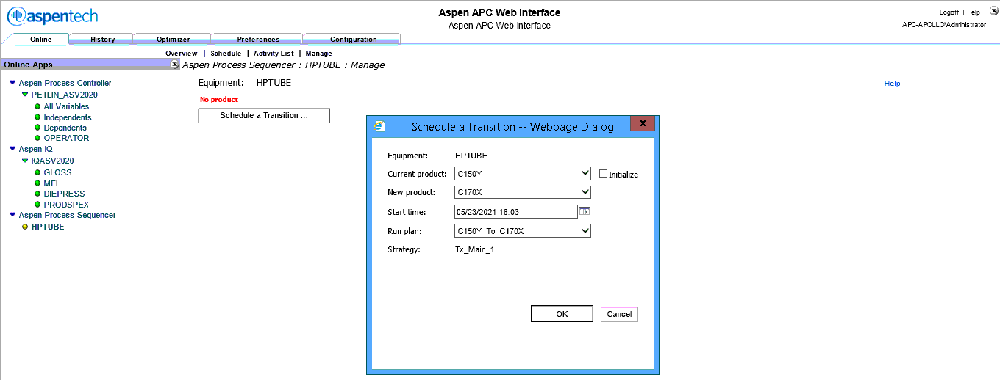 aspentech
Aspen APC Web Interface
Aspen APC Web Interface
Logoff | Help
APC-APOLLO\Administrator
Online History Optimizer Preferences Configuration
Overview | Schedule | Activity List | Manage
Online Apps
Aspen Process Sequencer : HPTUBE : Manage
Aspen Process Controller
PETLIN_ASV2020
All Variables
Independents
Dependents
OPERATOR
Aspen IQ
IQASV2020
GLOSS
MFI
DIEPRESS
PRODSPEX
Aspen Process Sequencer
HPTUBE
Equipment: HPTUBE
Help
No product
Schedule a Transition ...
Schedule a Transition -- Webpage Dialog
x
Equipment: HPTUBE
Current product: C150Y Initialize
New product: C170X
Start time: 05/23/2021 16:03
Run plan: C150Y_To_C170X
Strategy: Tx_Main_1
OK Cancel